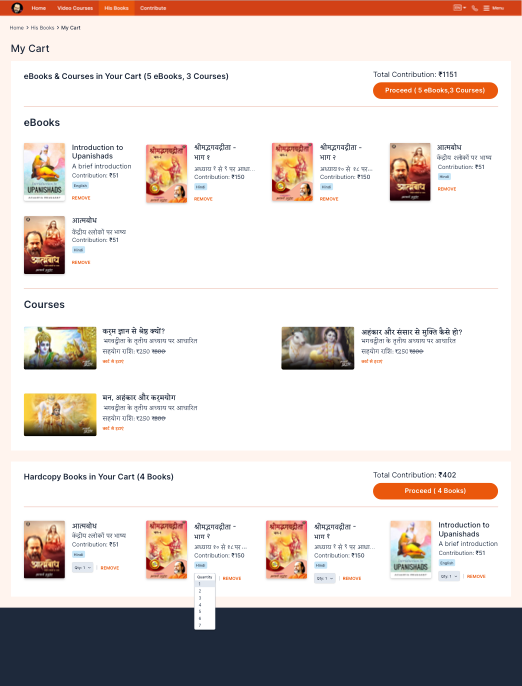 Home Video Courses His Books Contribute En Menu
Home > His Books > My Cart
My Cart
eBooks & Courses in Your Cart (5 eBooks, 3 Courses)
Total Contribution: ₹1151
Proceed ( 5 eBooks,3 Courses)
eBooks
Introduction to
Upanishads
A brief introduction
Contribution: ₹51
English
REMOVE
श्रीमद्भगवद्गीता -
भाग १
अध्याय १ से ९ पर आधा...
Contribution: ₹150
Hindi
REMOVE
श्रीमद्भगवद्गीता -
भाग २
अध्याय १० से १८ पर...
Contribution: ₹150
Hindi
REMOVE
आत्मबोध
केंद्रीय श्लोकों पर भाष्य
Contribution: ₹51
Hindi
REMOVE
आत्मबोध
केंद्रीय श्लोकों पर भाष्य
Contribution: ₹51
Hindi
REMOVE
Courses
कर्म ज्ञान से श्रेष्ठ क्यों?
भगवद्गीता के तृतीय अध्याय पर आधारित
सहयोग राशि: ₹250 ₹800
कार्ट से हटाएं
अहंकार और संसार से मुक्ति कैसे हो?
भगवद्गीता के तृतीय अध्याय पर आधारित
सहयोग राशि: ₹250 ₹800
कार्ट से हटाएं
मन, अहंकार और कर्मयोग
भगवद्गीता के तृतीय अध्याय पर आधारित
सहयोग राशि: ₹250 ₹800
कार्ट से हटाएं
Hardcopy Books in Your Cart (4 Books)
Total Contribution: ₹402
Proceed ( 4 Books)
आत्मबोध
केंद्रीय श्लोकों पर भाष्य
Contribution: ₹51
Hindi
Qty: 1 | REMOVE
श्रीमद्भगवद्गीता -
भाग २
अध्याय १० से १८ पर...
Contribution: ₹150
Hindi
Quantity | REMOVE
1
2
3
4
5
6
7
श्रीमद्भगवद्गीता -
भाग १
अध्याय १ से ९ पर आधा...
Contribution: ₹150
Hindi
Qty: 1 | REMOVE
Introduction to
Upanishads
A brief introduction
Contribution: ₹51
English
Qty: 1 | REMOVE